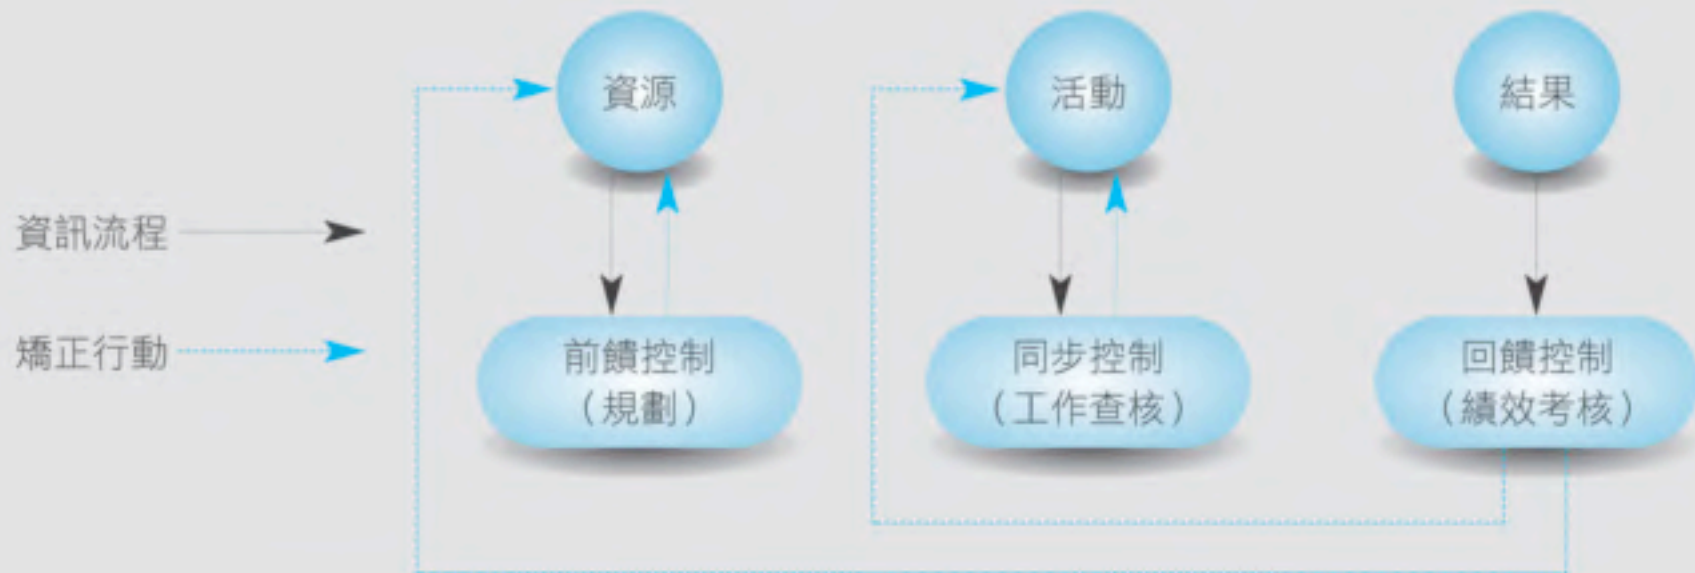 資源
活動
結果
資訊流程
矯正行動
前饋控制
（規劃）
同步控制
（工作查核）
回饋控制
（績效考核）